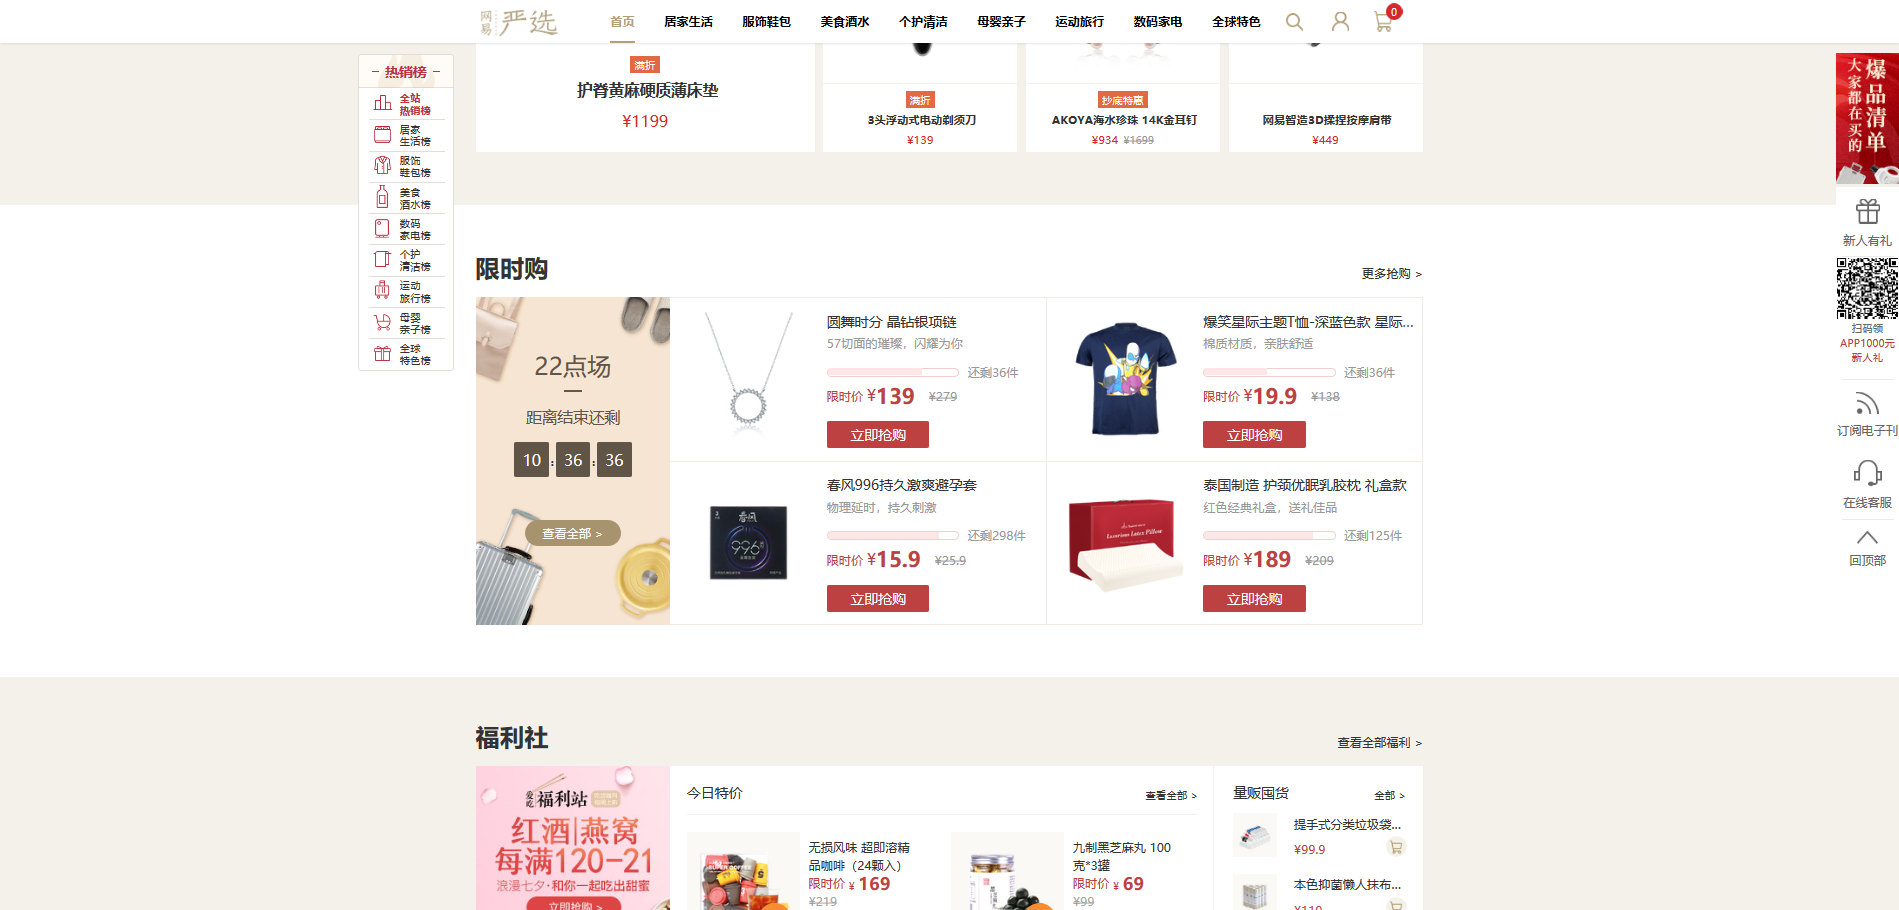 网易 严选
首页 居家生活 服饰鞋包 美食酒水 个护清洁 母婴亲子 运动旅行 数码家电 全球特色
0
满折
护脊黄麻硬质薄床垫
¥1199
满折
3头浮动式电动剃须刀
¥139
抄底特惠
AKOYA海水珍珠 14K金耳钉
¥934 ¥1699
网易智造3D揉捏按摩肩带
¥449
热销榜
全站
热销榜
居家
生活榜
服饰
鞋包榜
美食
酒水榜
数码
家电榜
个护
清洁榜
运动
旅行榜
母婴
亲子榜
全球
特色榜
爆品清单
大家都在买的
新人有礼
扫码领
APP1000元
新人礼
订阅电子刊
在线客服
回顶部
限时购
更多抢购 >
22点场
距离结束还剩
10 : 36 : 36
查看全部 >
圆舞时分 晶钻银项链
57切面的璀璨，闪耀为你
还剩36件
限时价 ¥139 ¥279
立即抢购
爆笑星际主题T恤-深蓝色款 星际...
棉质材质，亲肤舒适
还剩36件
限时价 ¥19.9 ¥138
立即抢购
春风996持久激爽避孕套
物理延时，持久刺激
还剩298件
限时价 ¥15.9 ¥25.9
立即抢购
春风
996
泰国制造 护颈优眠乳胶枕 礼盒款
红色经典礼盒，送礼佳品
还剩125件
限时价 ¥189 ¥209
立即抢购
Luxurious Latex Pillow
福利社
查看全部福利 >
爱吃 福利站
红酒|燕窝
每满120-21
浪漫七夕·和你一起吃出甜蜜
立即抢购 >
今日特价
查看全部 >
无损风味 超即溶精
品咖啡（24颗入）
限时价 ¥ 169
¥219
九制黑芝麻丸 100
克*3罐
限时价 ¥ 69
¥99
量贩囤货
全部 >
提手式分类垃圾袋...
¥99.9
本色抑菌懒人抹布...
¥119